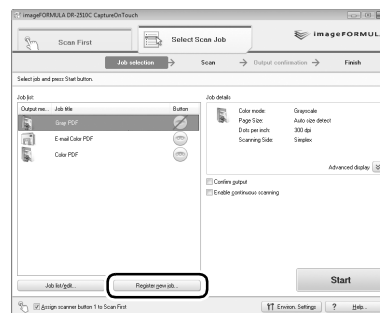 imageFORMULA DR-2510C CaptureOnTouch
Scan First
Select Scan Job
imageFORMULA
Job selection
Scan
Output confirmation
Finish
Select job and press Start button.
Job list:
Output me... Job title Button
Gray PDF
E-mail Color PDF
Color PDF
Job details
Color mode: Grayscale
Page Size: Auto size detect
Dots per inch: 300 dpi
Scanning Side: Simplex
Advanced display
Confirm output
Enable continuous scanning
Job list/edit...
Register new job...
Start
Assign scanner button 1 to Scan First
Environ. Settings
? Help...